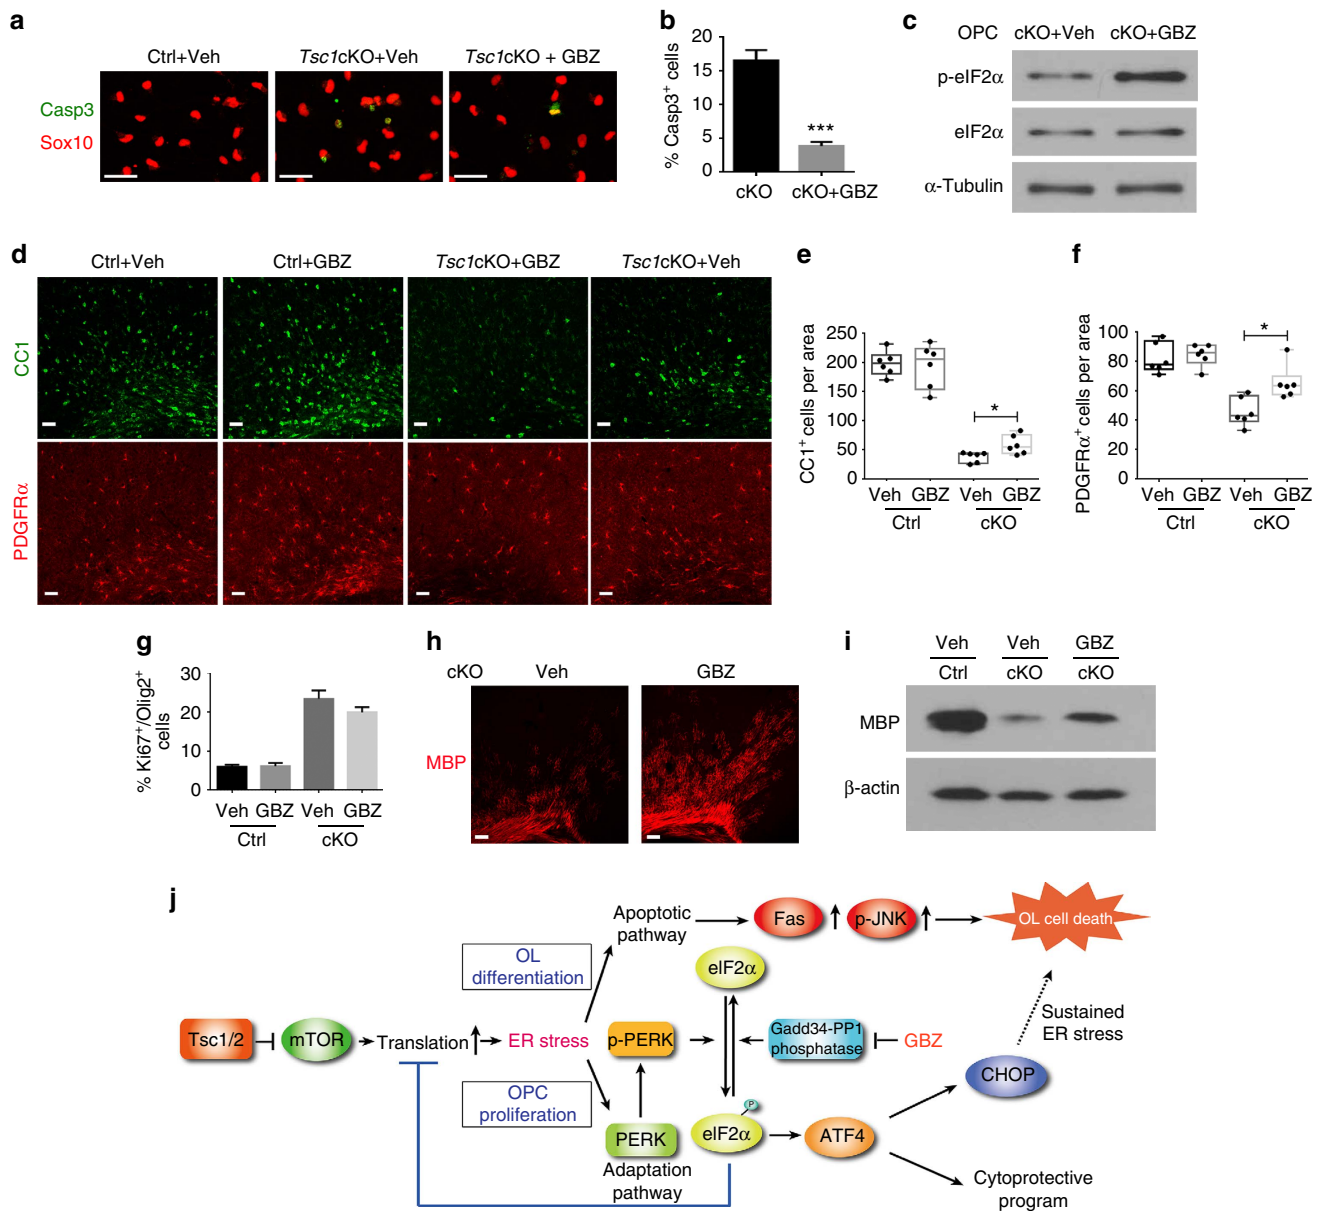 a
Ctrl+Veh
Tsc1cKO+Veh
Tsc1cKO + GBZ
Casp3
Sox10
b
% Casp3+ cells
20
15
10
5
0
***
cKO
cKO+GBZ
c
OPC
cKO+Veh
cKO+GBZ
p-eIF2α
eIF2α
α-Tubulin
d
Ctrl+Veh
Ctrl+GBZ
Tsc1cKO+GBZ
Tsc1cKO+Veh
CC1
PDGFRα
e
CC1+ cells per area
250
200
150
100
50
0
*
Veh GBZ Veh GBZ
Ctrl
cKO
f
PDGFRα+ cells per area
100
80
60
40
20
0
*
Veh GBZ Veh GBZ
Ctrl
cKO
g
% Ki67+/Olig2+
cells
30
20
10
0
Veh GBZ Veh GBZ
Ctrl
cKO
h
cKO
Veh
GBZ
MBP
i
Veh Veh GBZ
Ctrl cKO cKO
MBP
β-actin
j
Tsc1/2
mTOR
Translation
ER stress
OL
differentiation
OPC
proliferation
Apoptotic
pathway
Fas
p-JNK
OL cell death
eIF2α
p-PERK
Gadd34-PP1
phosphatase
GBZ
PERK
Adaptation
pathway
P
eIF2α
ATF4
CHOP
Sustained
ER stress
Cytoprotective
program